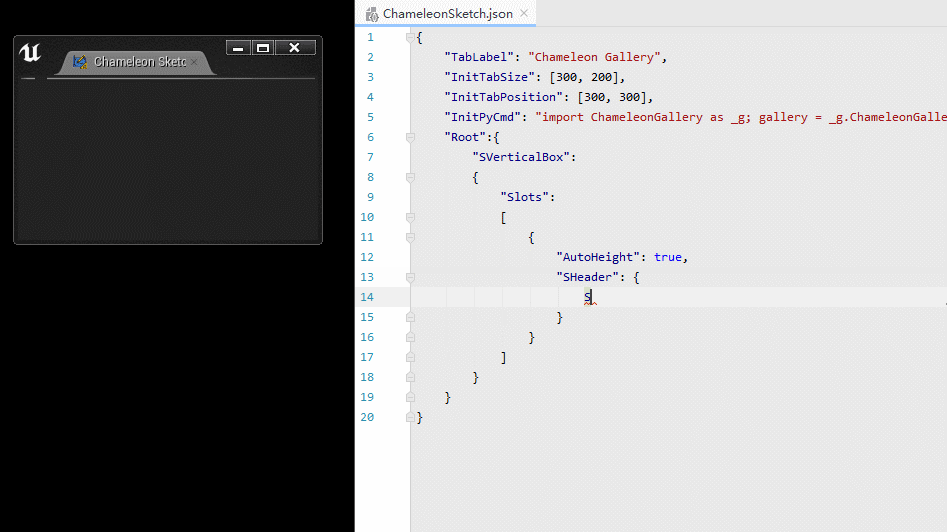 ChameleonSketch.json
Chameleon Sketc
1 {
2 "TabLabel": "Chameleon Gallery",
3 "InitTabSize": [300, 200],
4 "InitTabPosition": [300, 300],
5 "InitPyCmd": "import ChameleonGallery as _g; gallery = _g.ChameleonGalle
6 "Root":{
7 "SVerticalBox":
8 {
9 "Slots":
10 [
11 {
12 "AutoHeight": true,
13 "SHeader": {
14 S
15 }
16 }
17 ]
18 }
19 }
20 }